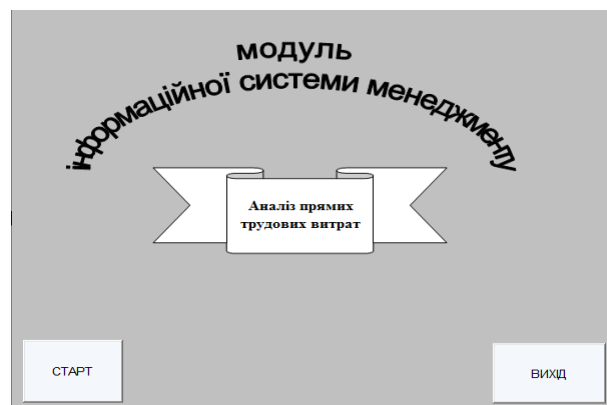 модуль
інформаційної системи менеджменту
Аналіз прямих
трудових витрат
СТАРТ
ВИХІД